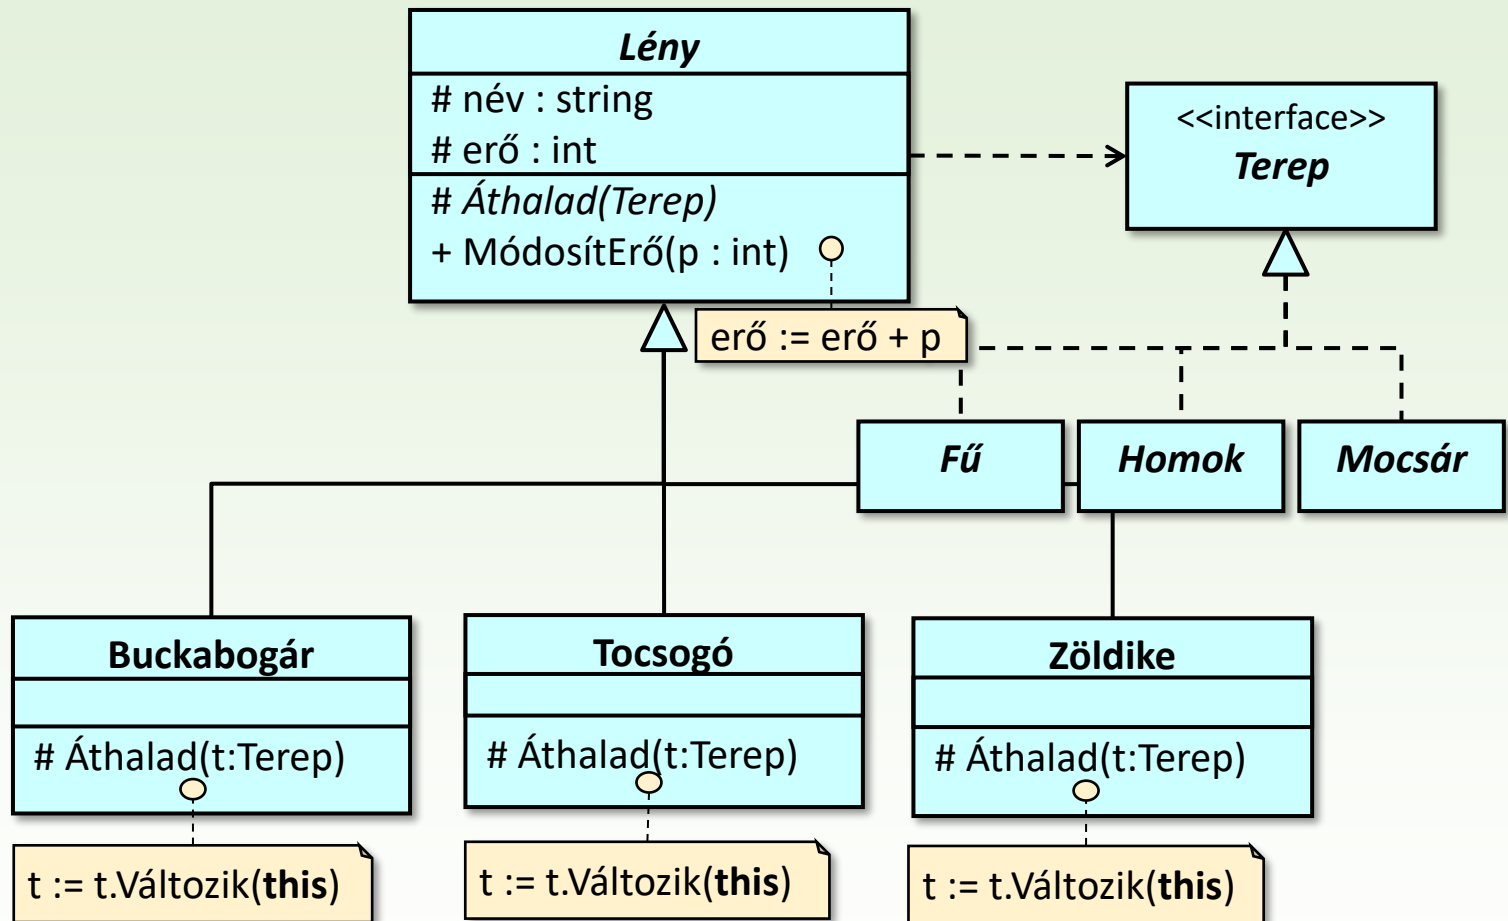 Lény
# név : string
# erő : int
# Áthalad(Terep)
+ MódosítErő(p : int)
erő := erő + p
<<interface>>
Terep
Fű
Homok
Mocsár
Buckabogár
# Áthalad(t:Terep)
t := t.Változik(this)
Tocsogó
# Áthalad(t:Terep)
t := t.Változik(this)
Zöldike
# Áthalad(t:Terep)
t := t.Változik(this)